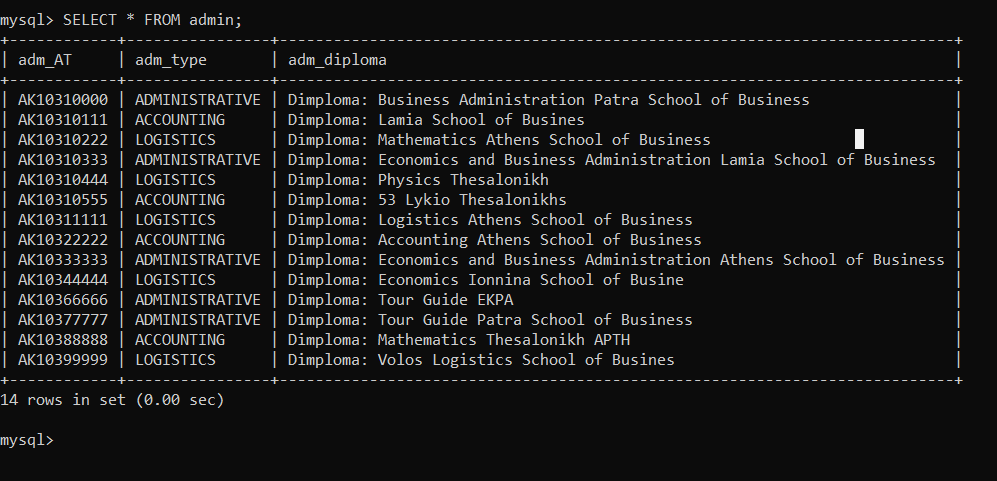 mysql> SELECT * FROM admin;
+------------+----------------+---------------------------------------------------------------------------+
| adm_AT     | adm_type       | adm_diploma                                                               |
+------------+----------------+---------------------------------------------------------------------------+
| AK10310000 | ADMINISTRATIVE | Dimploma: Business Administration Patra School of Business                |
| AK10310111 | ACCOUNTING     | Dimploma: Lamia School of Busines                                         |
| AK10310222 | LOGISTICS      | Dimploma: Mathematics Athens School of Business                           |
| AK10310333 | ADMINISTRATIVE | Dimploma: Economics and Business Administration Lamia School of Business  |
| AK10310444 | LOGISTICS      | Dimploma: Physics Thesalonikh                                             |
| AK10310555 | ACCOUNTING     | Dimploma: 53 Lykio Thesalonikhs                                           |
| AK10311111 | LOGISTICS      | Dimploma: Logistics Athens School of Business                             |
| AK10322222 | ACCOUNTING     | Dimploma: Accounting Athens School of Business                            |
| AK10333333 | ADMINISTRATIVE | Dimploma: Economics and Business Administration Athens School of Business |
| AK10344444 | LOGISTICS      | Dimploma: Economics Ionnina School of Busine                              |
| AK10366666 | ADMINISTRATIVE | Dimploma: Tour Guide EKPA                                                 |
| AK10377777 | ADMINISTRATIVE | Dimploma: Tour Guide Patra School of Business                             |
| AK10388888 | ACCOUNTING     | Dimploma: Mathematics Thesalonikh APTH                                    |
| AK10399999 | LOGISTICS      | Dimploma: Volos Logistics School of Busines                               |
+------------+----------------+---------------------------------------------------------------------------+
14 rows in set (0.00 sec)
mysql>